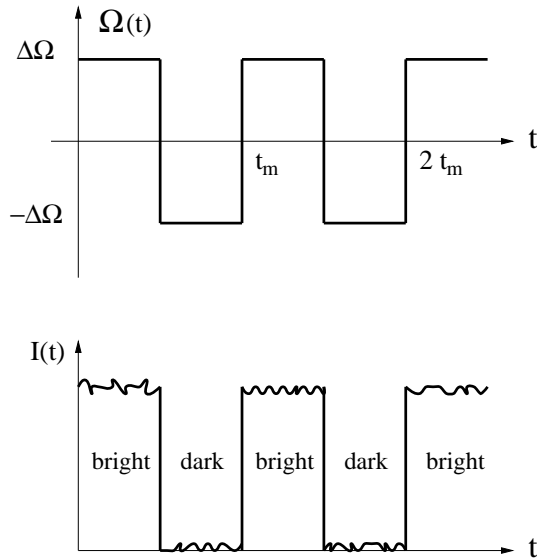 Ω(t)
ΔΩ
t
t_m
2 t_m
−ΔΩ
I(t)
bright dark bright dark bright
t